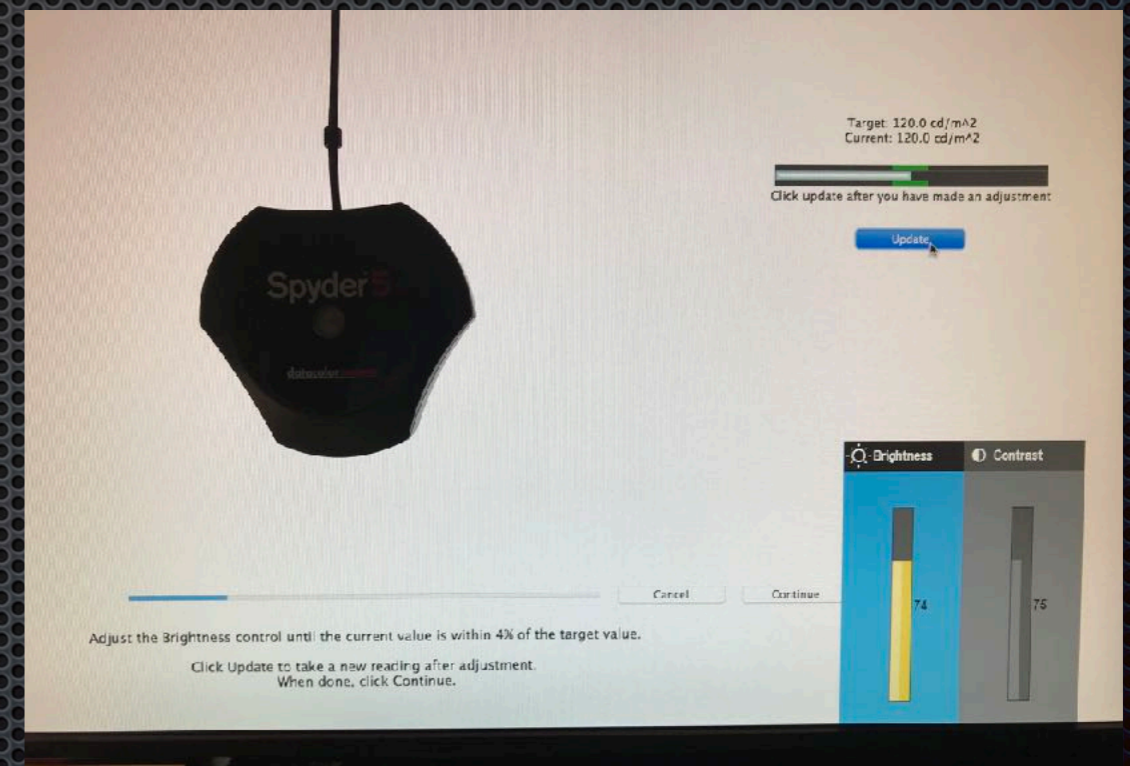 Target: 120.0 cd/m^2
Current: 120.0 cd/m^2
Click update after you have made an adjustment
Update
Spyder5
datacolor
Brightness
Contrast
74
75
Cancel
Continue
Adjust the Brightness control until the current value is within 4% of the target value.
Click Update to take a new reading after adjustment.
When done, click Continue.